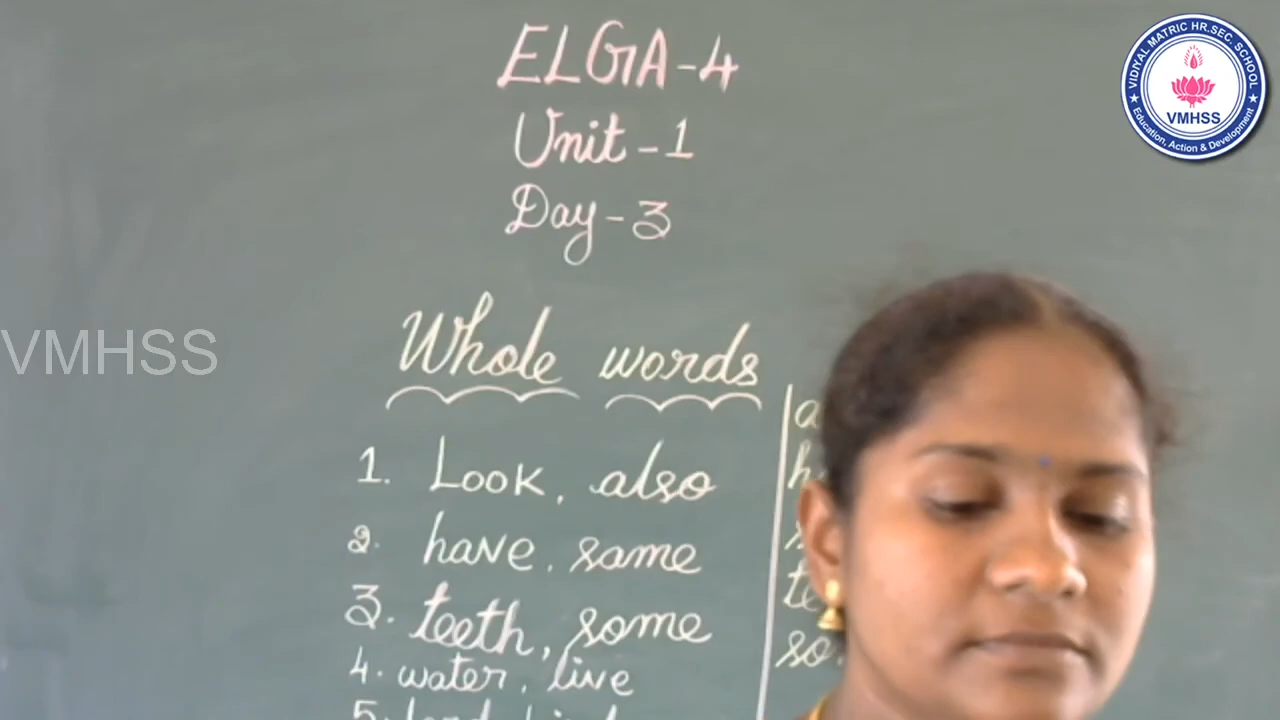 ELGA-4
Unit-1
Day-3
Whole words
1. Look, also
2. have, same
3. teeth, some
4. water, live
VMHSS
VIDIYAL MATRIC HR.SEC. SCHOOL
VMHSS
★ Education, Action & Development ★